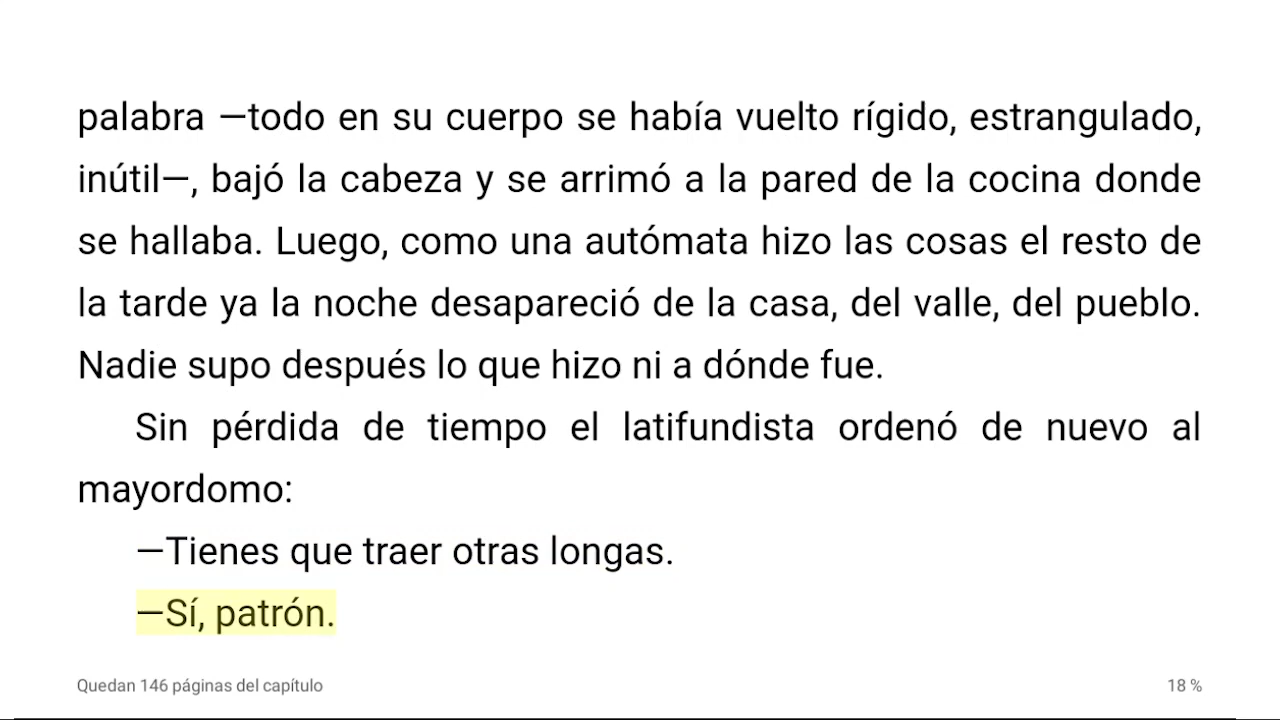 palabra —todo en su cuerpo se había vuelto rígido, estrangulado,
inútil—, bajó la cabeza y se arrimó a la pared de la cocina donde
se hallaba. Luego, como una autómata hizo las cosas el resto de
la tarde ya la noche desapareció de la casa, del valle, del pueblo.
Nadie supo después lo que hizo ni a dónde fue.
Sin pérdida de tiempo el latifundista ordenó de nuevo al
mayordomo:
—Tienes que traer otras longas.
—Sí, patrón.
Quedan 146 páginas del capítulo
18 %